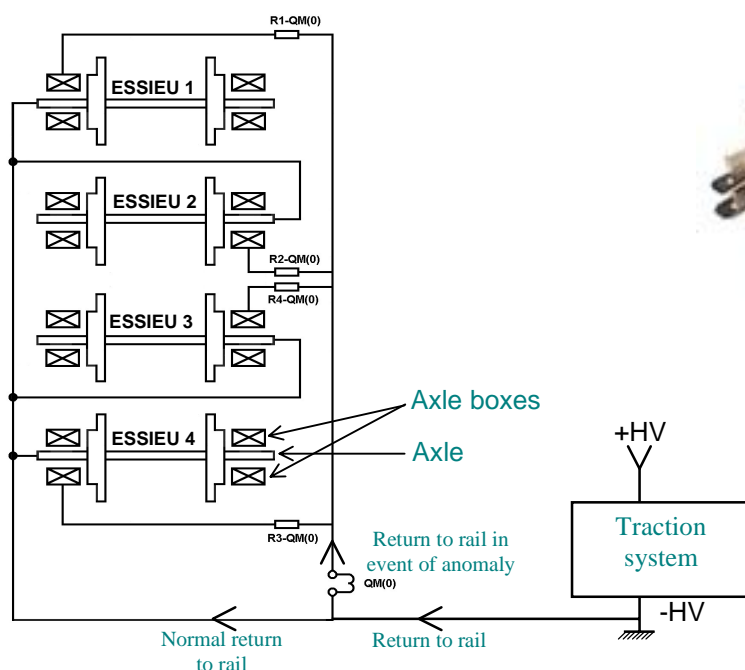 R1-QM(0)
ESSIEU 1
ESSIEU 2
R2-QM(0)
R4-QM(0)
ESSIEU 3
Axle boxes
ESSIEU 4
Axle
+HV
R3-QM(0)
Return to rail in
event of anomaly
QM(0)
Traction
system
-HV
Normal return
to rail
Return to rail